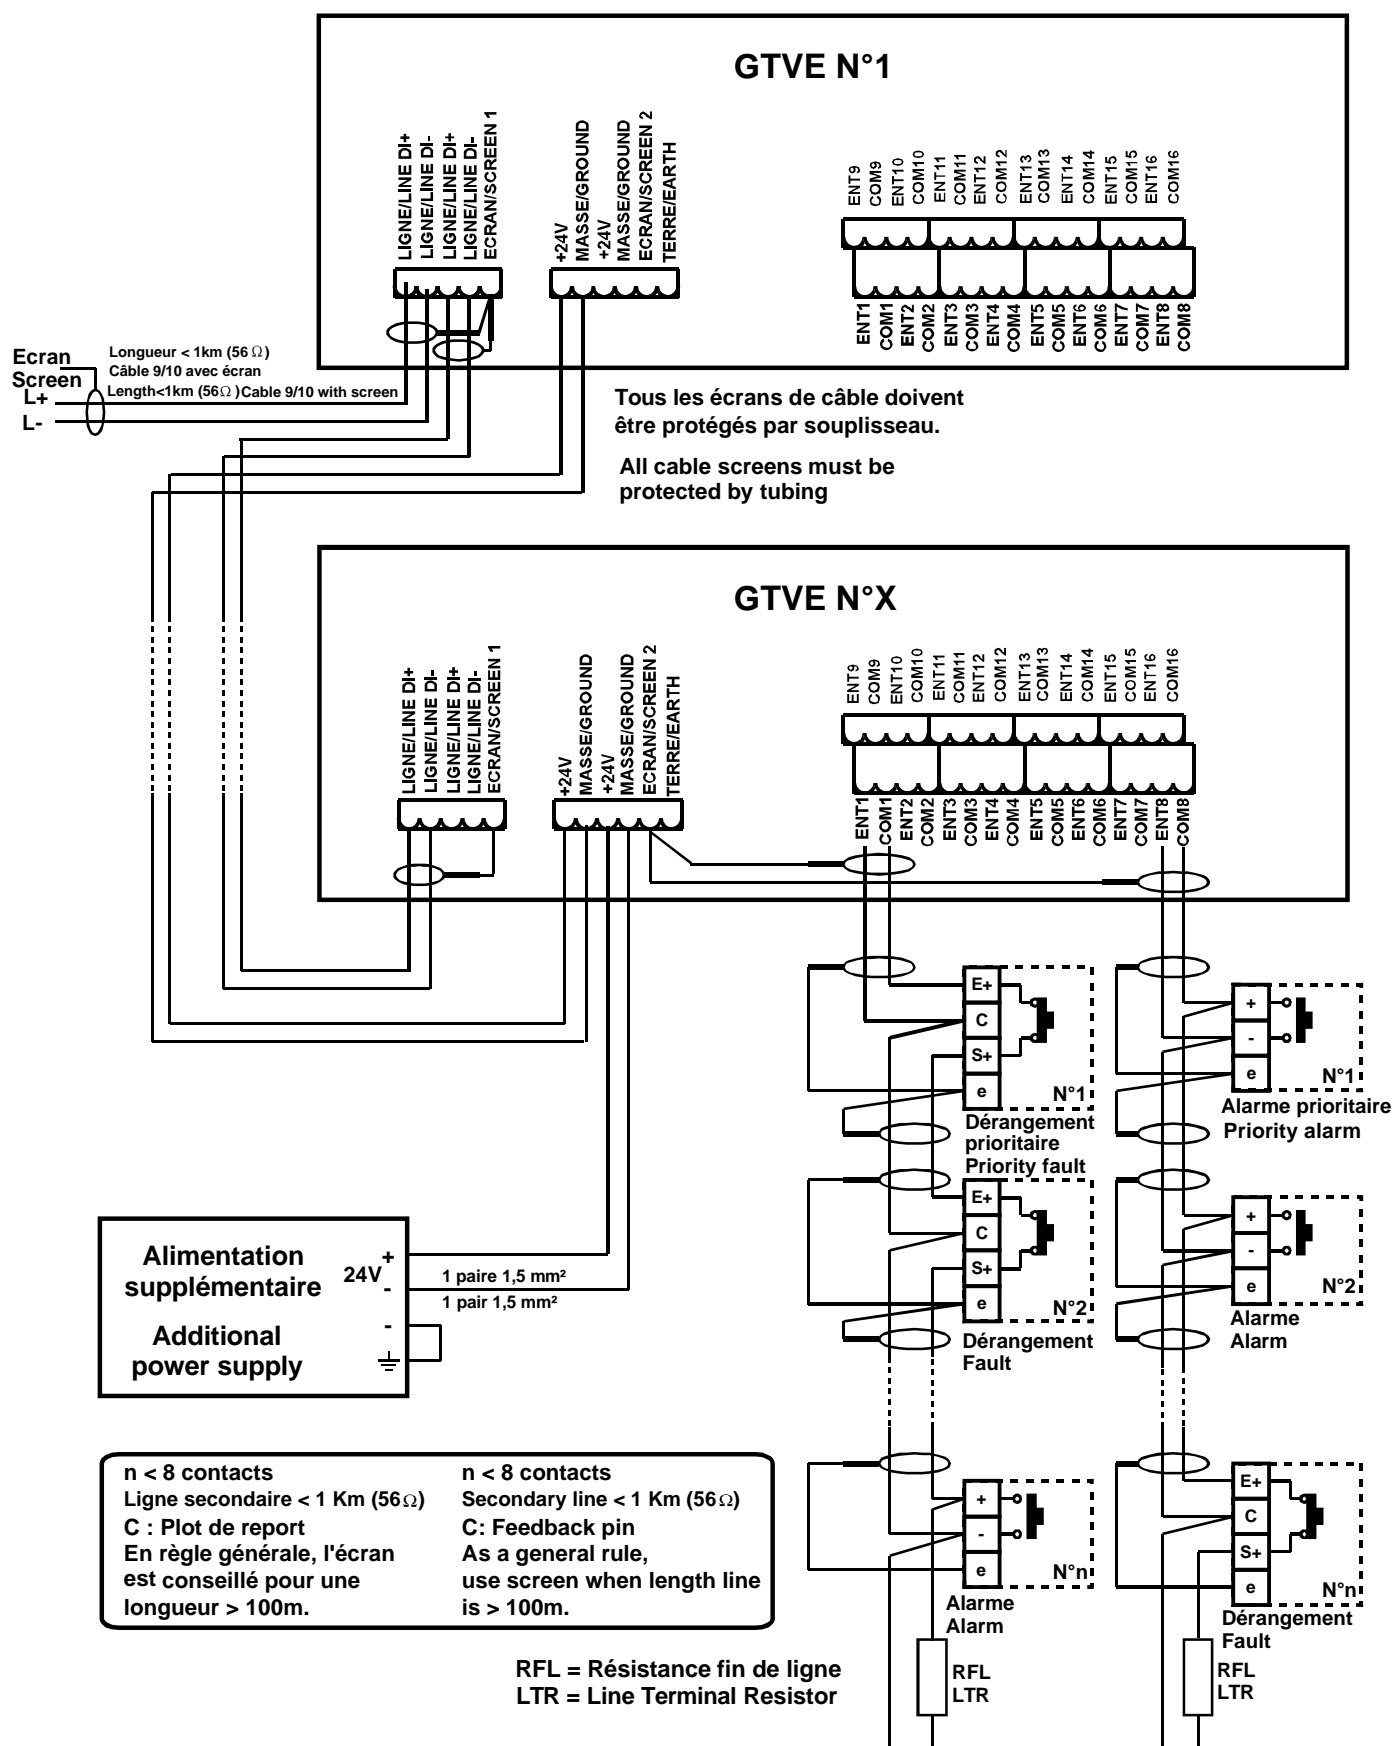 GTVE N°1
LIGNE/LINE DI+
LIGNE/LINE DI-
LIGNE/LINE DI+
LIGNE/LINE DI-
ECRAN/SCREEN 1
+24V
MASSE/GROUND
+24V
MASSE/GROUND
ECRAN/SCREEN 2
TERRE/EARTH
ENT9
COM9
ENT10
COM10
ENT11
COM11
ENT12
COM12
ENT13
COM13
ENT14
COM14
ENT15
COM15
ENT16
COM16
ENT1
COM1
ENT2
COM2
ENT3
COM3
ENT4
COM4
ENT5
COM5
ENT6
COM6
ENT7
COM7
ENT8
COM8
Ecran
Screen
L+
L-
Longueur < 1km (56 Ω)
Câble 9/10 avec écran
Length<1km (56Ω) Cable 9/10 with screen
Tous les écrans de câble doivent
être protégés par souplisseau.
All cable screens must be
protected by tubing
GTVE N°X
LIGNE/LINE DI+
LIGNE/LINE DI-
LIGNE/LINE DI+
LIGNE/LINE DI-
ECRAN/SCREEN 1
+24V
MASSE/GROUND
+24V
MASSE/GROUND
ECRAN/SCREEN 2
TERRE/EARTH
ENT9
COM9
ENT10
COM10
ENT11
COM11
ENT12
COM12
ENT13
COM13
ENT14
COM14
ENT15
COM15
ENT16
COM16
ENT1
COM1
ENT2
COM2
ENT3
COM3
ENT4
COM4
ENT5
COM5
ENT6
COM6
ENT7
COM7
ENT8
COM8
E+
C
S+
e
N°1
Dérangement
prioritaire
Priority fault
+
-
e
N°1
Alarme prioritaire
Priority alarm
E+
C
S+
e
N°2
Dérangement
Fault
+
-
e
N°2
Alarme
Alarm
Alimentation
supplémentaire
Additional
power supply
24V
+
-
-
1 paire 1,5 mm²
1 pair 1,5 mm²
+
-
e
N°n
Alarme
Alarm
E+
C
S+
e
N°n
Dérangement
Fault
n < 8 contacts
Ligne secondaire < 1 Km (56Ω)
C : Plot de report
En règle générale, l'écran
est conseillé pour une
longueur > 100m.
n < 8 contacts
Secondary line < 1 Km (56Ω)
C: Feedback pin
As a general rule,
use screen when length line
is > 100m.
RFL = Résistance fin de ligne
LTR = Line Terminal Resistor
RFL
LTR
RFL
LTR